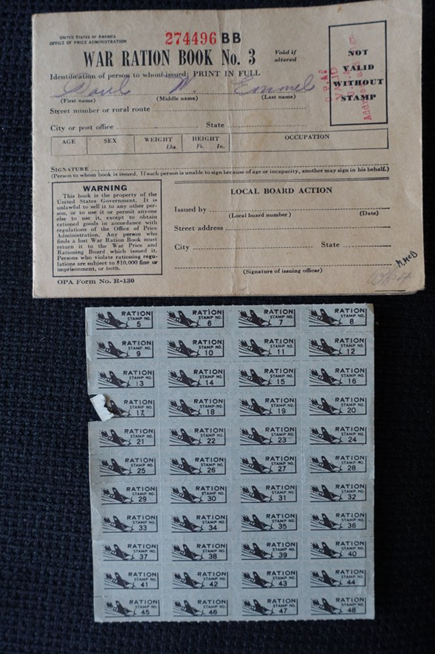 UNITED STATES OF AMERICA
OFFICE OF PRICE ADMINISTRATION
274496 BB
WAR RATION BOOK No. 3
Void if altered
Identification of person to whom issued: PRINT IN FULL
Emmel
(First name) (Middle name) (Last name)
Street number or rural route
City or post office State
AGE SEX WEIGHT Lbs. HEIGHT Ft. In. OCCUPATION
SIGNATURE
(Person to whom book is issued. If such person is unable to sign because of age or incapacity, another may sign in his behalf.)
NOT
VALID
WITHOUT
STAMP
WARNING
This book is the property of the
United States Government. It is
unlawful to sell it to any other per-
son, or to use it or permit anyone
else to use it, except to obtain
rationed goods in accordance with
regulations of the Office of Price
Administration. Any person who
finds a lost War Ration Book must
return it to the War Price and
Rationing Board which issued it.
Persons who violate rationing regu-
lations are subject to $10,000 fine or
imprisonment, or both.
LOCAL BOARD ACTION
Issued by
(Local board number) (Date)
Street address
City State
(Signature of issuing officer)
OPA Form No. R-130
RATION STAMP NO. 5 RATION STAMP NO. 6 RATION STAMP NO. 7 RATION STAMP NO. 8
RATION STAMP NO. 9 RATION STAMP NO. 10 RATION STAMP NO. 11 RATION STAMP NO. 12
RATION STAMP NO. 13 RATION STAMP NO. 14 RATION STAMP NO. 15 RATION STAMP NO. 16
RATION STAMP NO. 17 RATION STAMP NO. 18 RATION STAMP NO. 19 RATION STAMP NO. 20
RATION STAMP NO. 21 RATION STAMP NO. 22 RATION STAMP NO. 23 RATION STAMP NO. 24
RATION STAMP NO. 25 RATION STAMP NO. 26 RATION STAMP NO. 27 RATION STAMP NO. 28
RATION STAMP NO. 29 RATION STAMP NO. 30 RATION STAMP NO. 31 RATION STAMP NO. 32
RATION STAMP NO. 33 RATION STAMP NO. 34 RATION STAMP NO. 35 RATION STAMP NO. 36
RATION STAMP NO. 37 RATION STAMP NO. 38 RATION STAMP NO. 39 RATION STAMP NO. 40
RATION STAMP NO. 41 RATION STAMP NO. 42 RATION STAMP NO. 43 RATION STAMP NO. 44
RATION STAMP NO. 45 RATION STAMP NO. 46 RATION STAMP NO. 47 RATION STAMP NO. 48